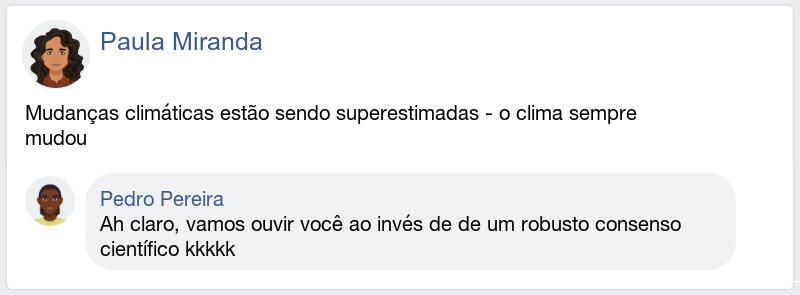 Paula Miranda
Mudanças climáticas estão sendo superestimadas - o clima sempre
mudou
Pedro Pereira
Ah claro, vamos ouvir você ao invés de de um robusto consenso
científico kkkkk